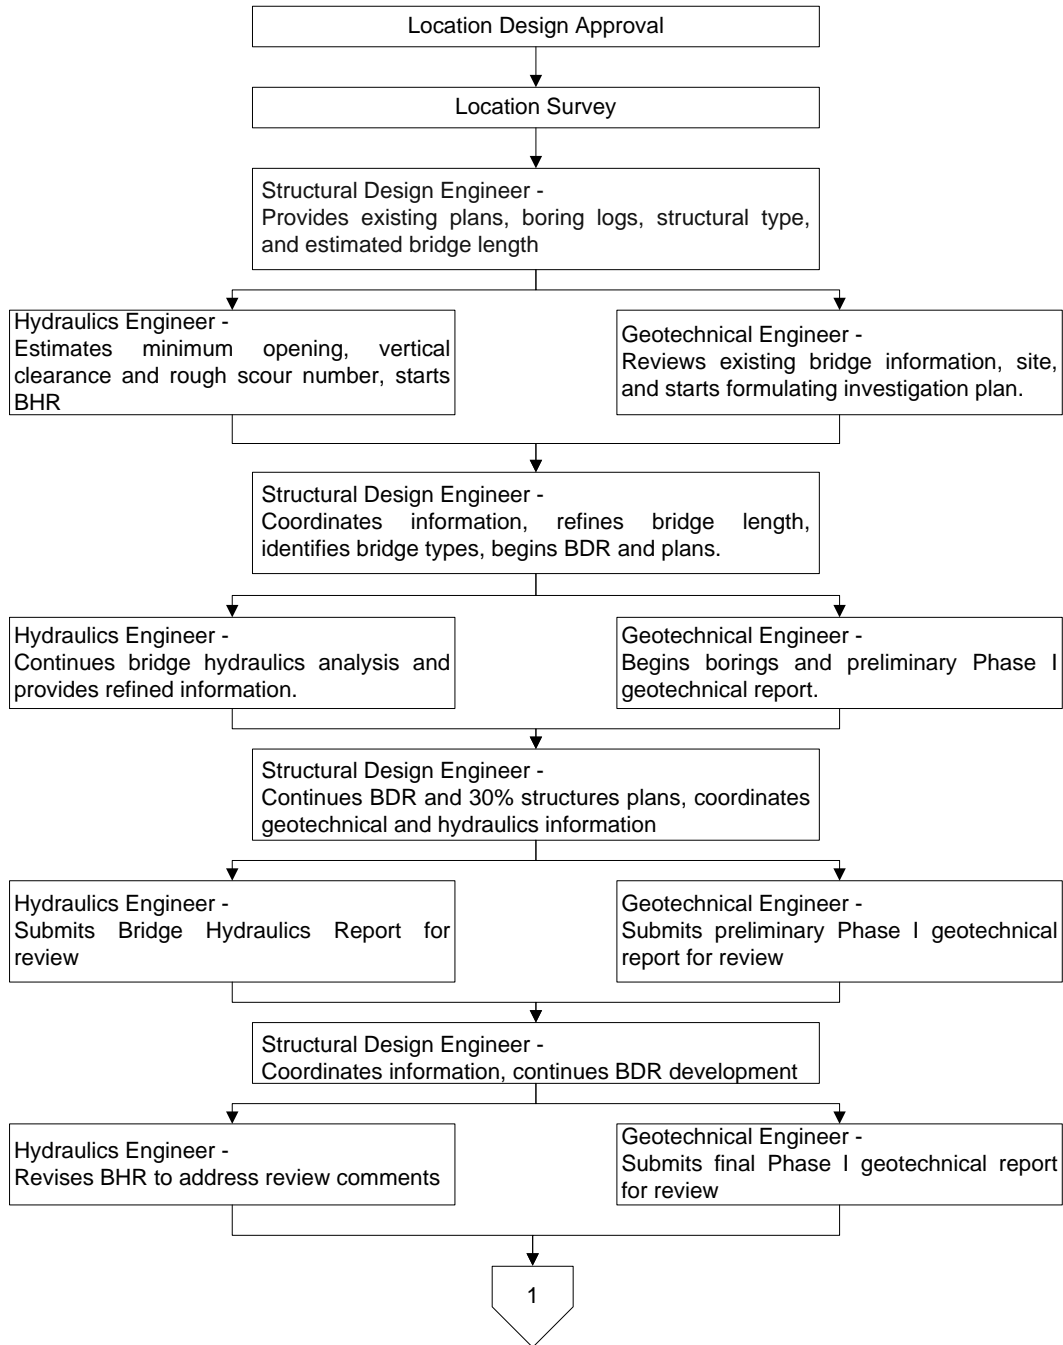 Location Design Approval
Location Survey
Structural Design Engineer -
Provides existing plans, boring logs, structural type,
and estimated bridge length
Hydraulics Engineer -
Estimates minimum opening, vertical
clearance and rough scour number, starts
BHR
Geotechnical Engineer -
Reviews existing bridge information, site,
and starts formulating investigation plan.
Structural Design Engineer -
Coordinates information, refines bridge length,
identifies bridge types, begins BDR and plans.
Hydraulics Engineer -
Continues bridge hydraulics analysis and
provides refined information.
Geotechnical Engineer -
Begins borings and preliminary Phase I
geotechnical report.
Structural Design Engineer -
Continues BDR and 30% structures plans, coordinates
geotechnical and hydraulics information
Hydraulics Engineer -
Submits Bridge Hydraulics Report for
review
Geotechnical Engineer -
Submits preliminary Phase I geotechnical
report for review
Structural Design Engineer -
Coordinates information, continues BDR development
Hydraulics Engineer -
Revises BHR to address review comments
Geotechnical Engineer -
Submits final Phase I geotechnical report
for review
1